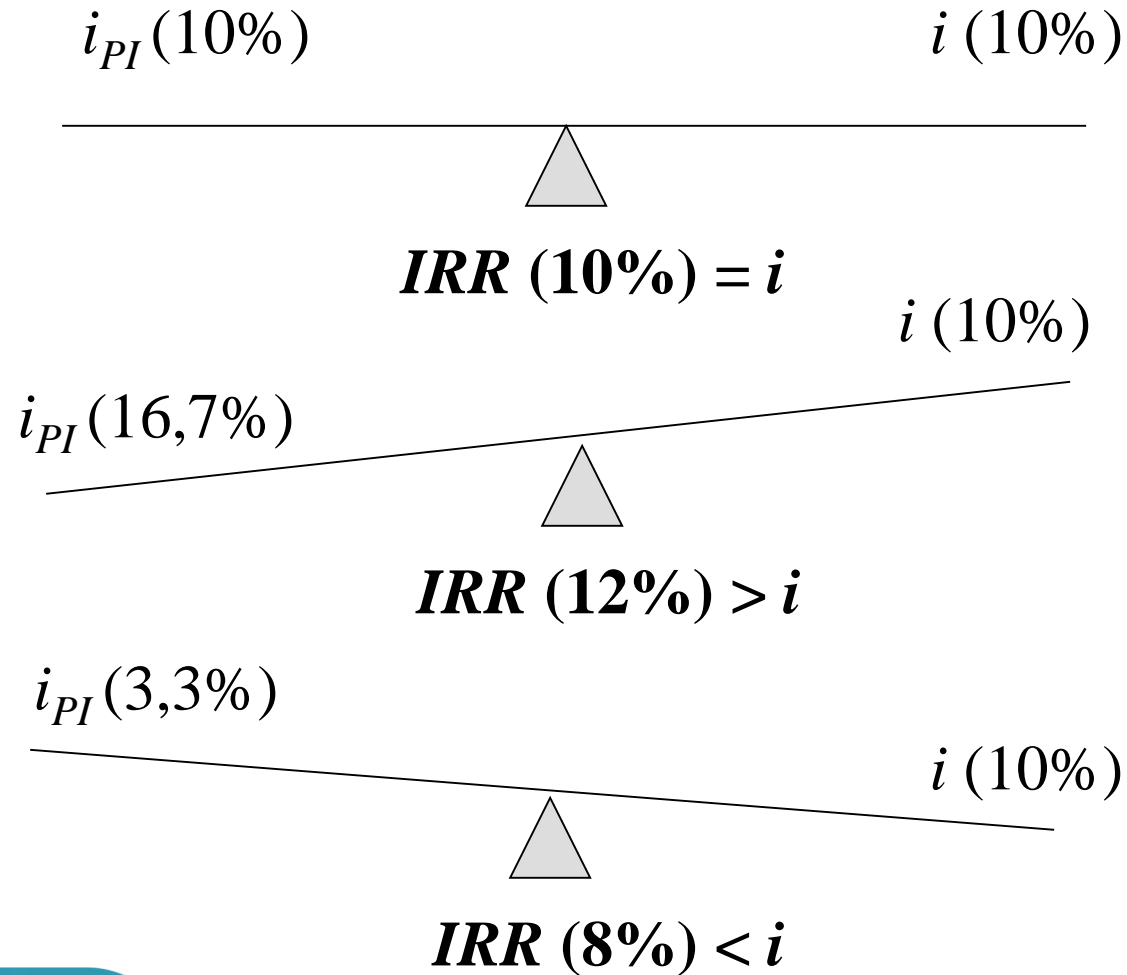 i_PI (10%) i (10%)
IRR (10%) = i
i (10%)
i_PI (16,7%)
IRR (12%) > i
i_PI (3,3%)
i (10%)
IRR (8%) < i